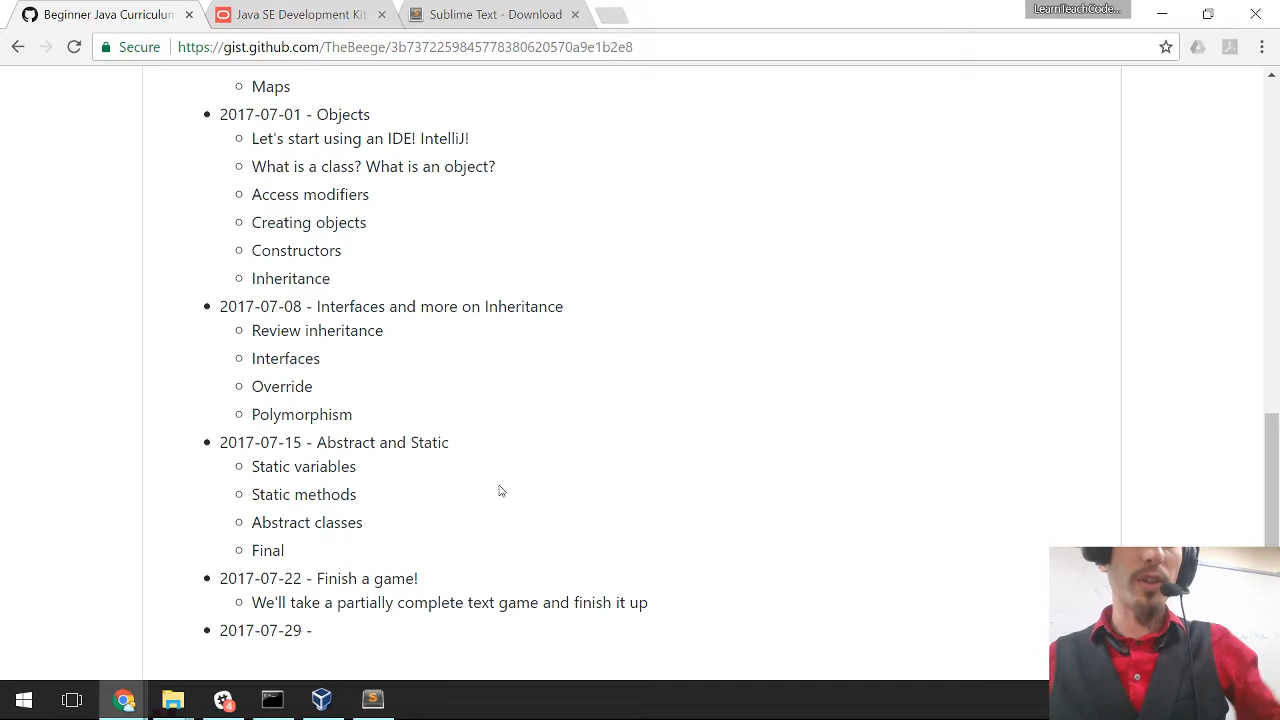 Beginner Java Curriculum
Java SE Development Kit
Sublime Text - Download
LearnTeachCode...
Secure
https://gist.github.com/TheBeege/3b7372259845778380620570a9e1b2e8
Maps
2017-07-01 - Objects
Let's start using an IDE! IntelliJ!
What is a class? What is an object?
Access modifiers
Creating objects
Constructors
Inheritance
2017-07-08 - Interfaces and more on Inheritance
Review inheritance
Interfaces
Override
Polymorphism
2017-07-15 - Abstract and Static
Static variables
Static methods
Abstract classes
Final
2017-07-22 - Finish a game!
We'll take a partially complete text game and finish it up
2017-07-29 -
4